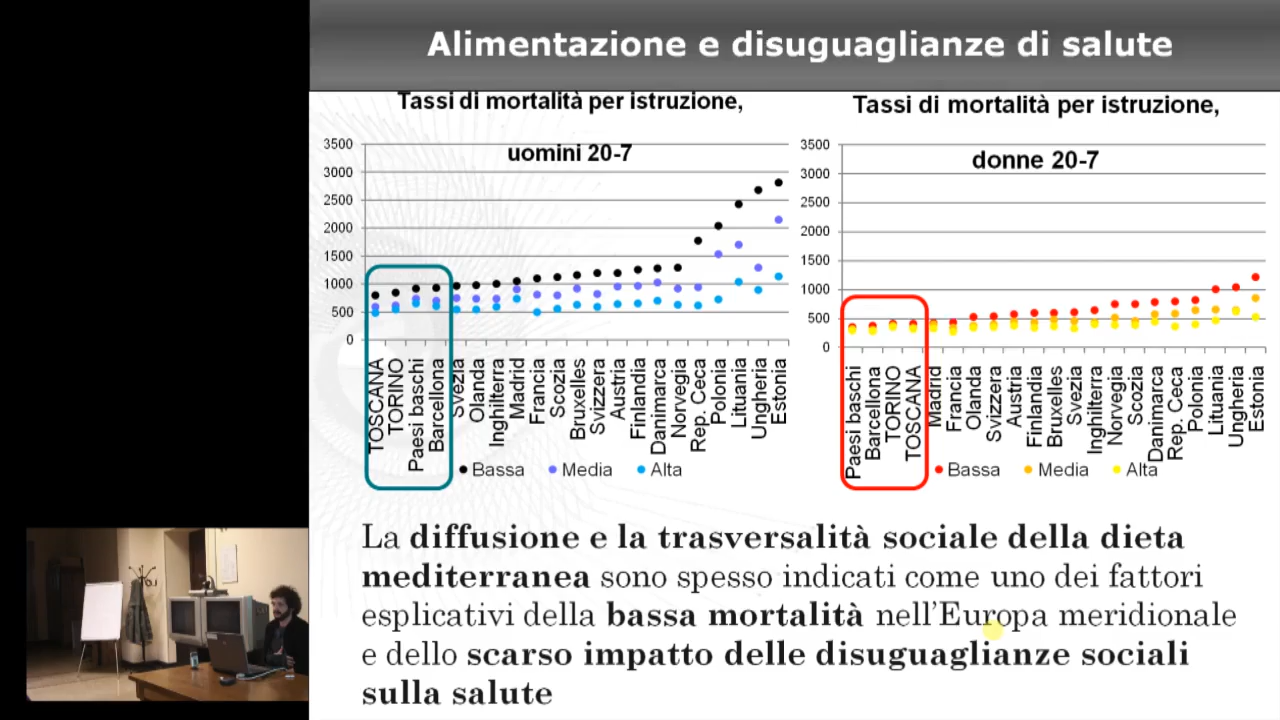 Alimentazione e disuguaglianze di salute
Tassi di mortalità per istruzione,
uomini 20-7
3500
3000
2500
2000
1500
1000
500
0
TOSCANA
TORINO
Paesi baschi
Barcellona
Svezia
Olanda
Inghilterra
Madrid
Francia
Scozia
Bruxelles
Svizzera
Austria
Finlandia
Danimarca
Norvegia
Rep. Ceca
Polonia
Lituania
Ungheria
Estonia
Bassa Media Alta
Tassi di mortalità per istruzione,
donne 20-7
3500
3000
2500
2000
1500
1000
500
0
Paesi baschi
Barcellona
TORINO
TOSCANA
Madrid
Francia
Olanda
Svizzera
Austria
Finlandia
Bruxelles
Svezia
Inghilterra
Norvegia
Scozia
Danimarca
Rep. Ceca
Polonia
Lituania
Ungheria
Estonia
Bassa Media Alta
La diffusione e la trasversalità sociale della dieta
mediterranea sono spesso indicati come uno dei fattori
esplicativi della bassa mortalità nell'Europa meridionale
e dello scarso impatto delle disuguaglianze sociali
sulla salute